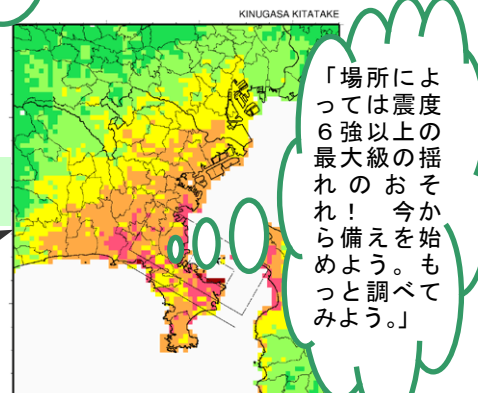 KINUGASA KITATAKE
「場所によ
っては震度
６強以上の
最大級の揺
れのおそ
れ！　今か
ら備えを始
めよう。も
っと調べて
みよう。」